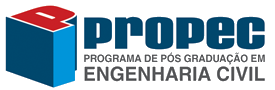 propec
PROGRAMA DE PÓS GRADUAÇÃO EM
ENGENHARIA CIVIL